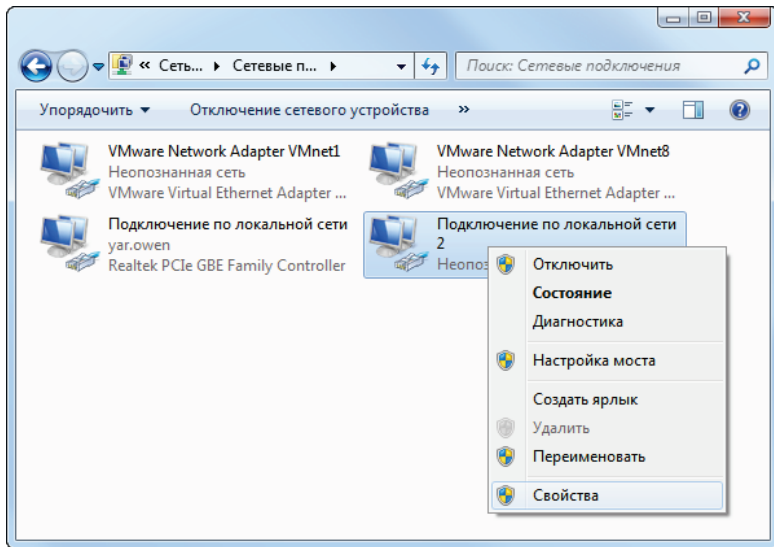 « Сеть... ▸ Сетевые п... ▸
Поиск: Сетевые подключения
Упорядочить ▾ Отключение сетевого устройства »
VMware Network Adapter VMnet1
Неопознанная сеть
VMware Virtual Ethernet Adapter ...
VMware Network Adapter VMnet8
Неопознанная сеть
VMware Virtual Ethernet Adapter ...
Подключение по локальной сети
yar.owen
Realtek PCIe GBE Family Controller
Подключение по локальной сети
2
Отключить
Состояние
Диагностика
Настройка моста
Создать ярлык
Удалить
Переименовать
Свойства